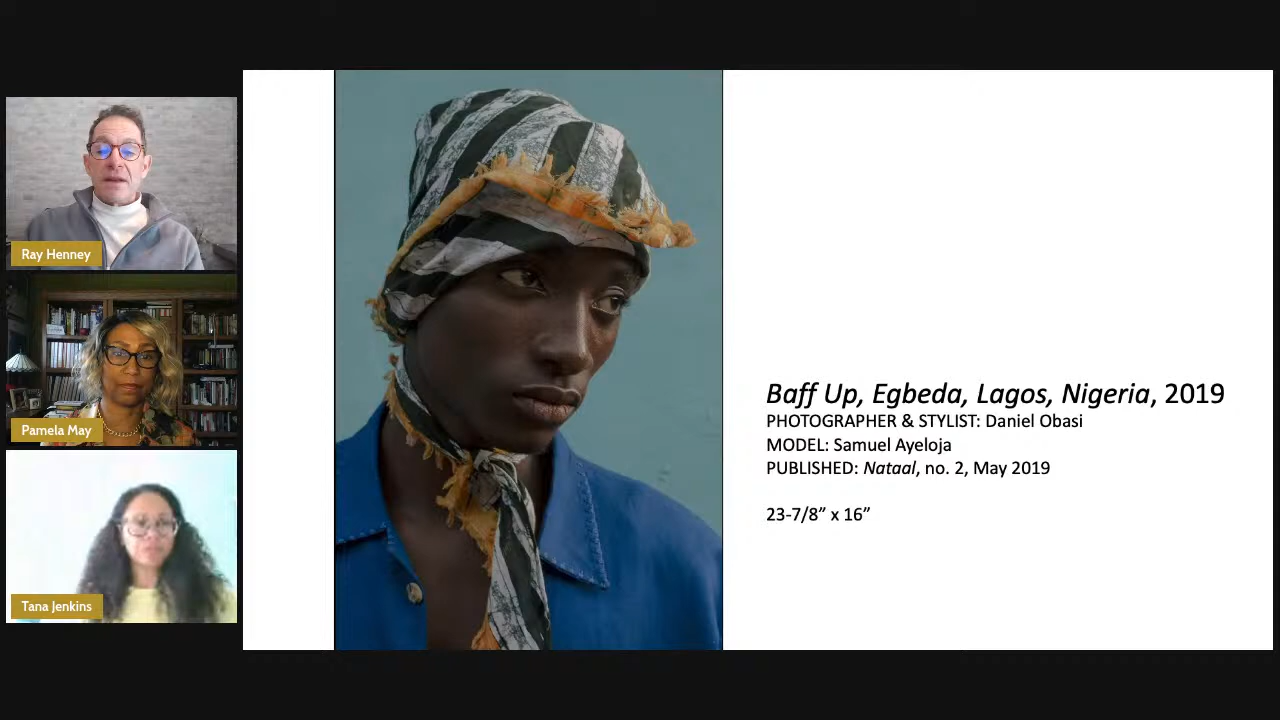 Ray Henney
Pamela May
Tana Jenkins
Baff Up, Egbeda, Lagos, Nigeria, 2019
PHOTOGRAPHER & STYLIST: Daniel Obasi
MODEL: Samuel Ayeloja
PUBLISHED: Nataal, no. 2, May 2019
23-7/8” x 16”